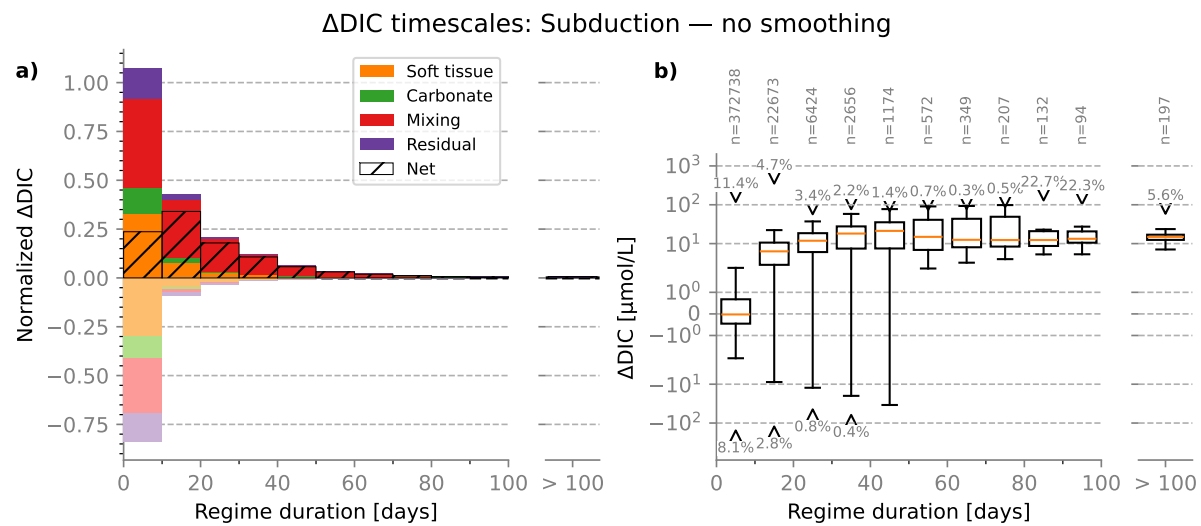 ΔDIC timescales: Subduction — no smoothing
a)
Normalized ΔDIC
1.00
0.75
0.50
0.25
0.00
−0.25
−0.50
−0.75
Soft tissue
Carbonate
Mixing
Residual
Net
0
20
40
60
80
100
> 100
Regime duration [days]
b)
n=372738
n=22673
n=6424
n=2656
n=1174
n=572
n=349
n=207
n=132
n=94
n=197
ΔDIC [μmol/L]
10³
10²
10¹
10⁰
0
−10⁰
−10¹
−10²
11.4%
4.7%
3.4%
2.2%
1.4%
0.7%
0.3%
0.5%
22.7%
22.3%
5.6%
8.1%
2.8%
0.8%
0.4%
0
20
40
60
80
100
> 100
Regime duration [days]